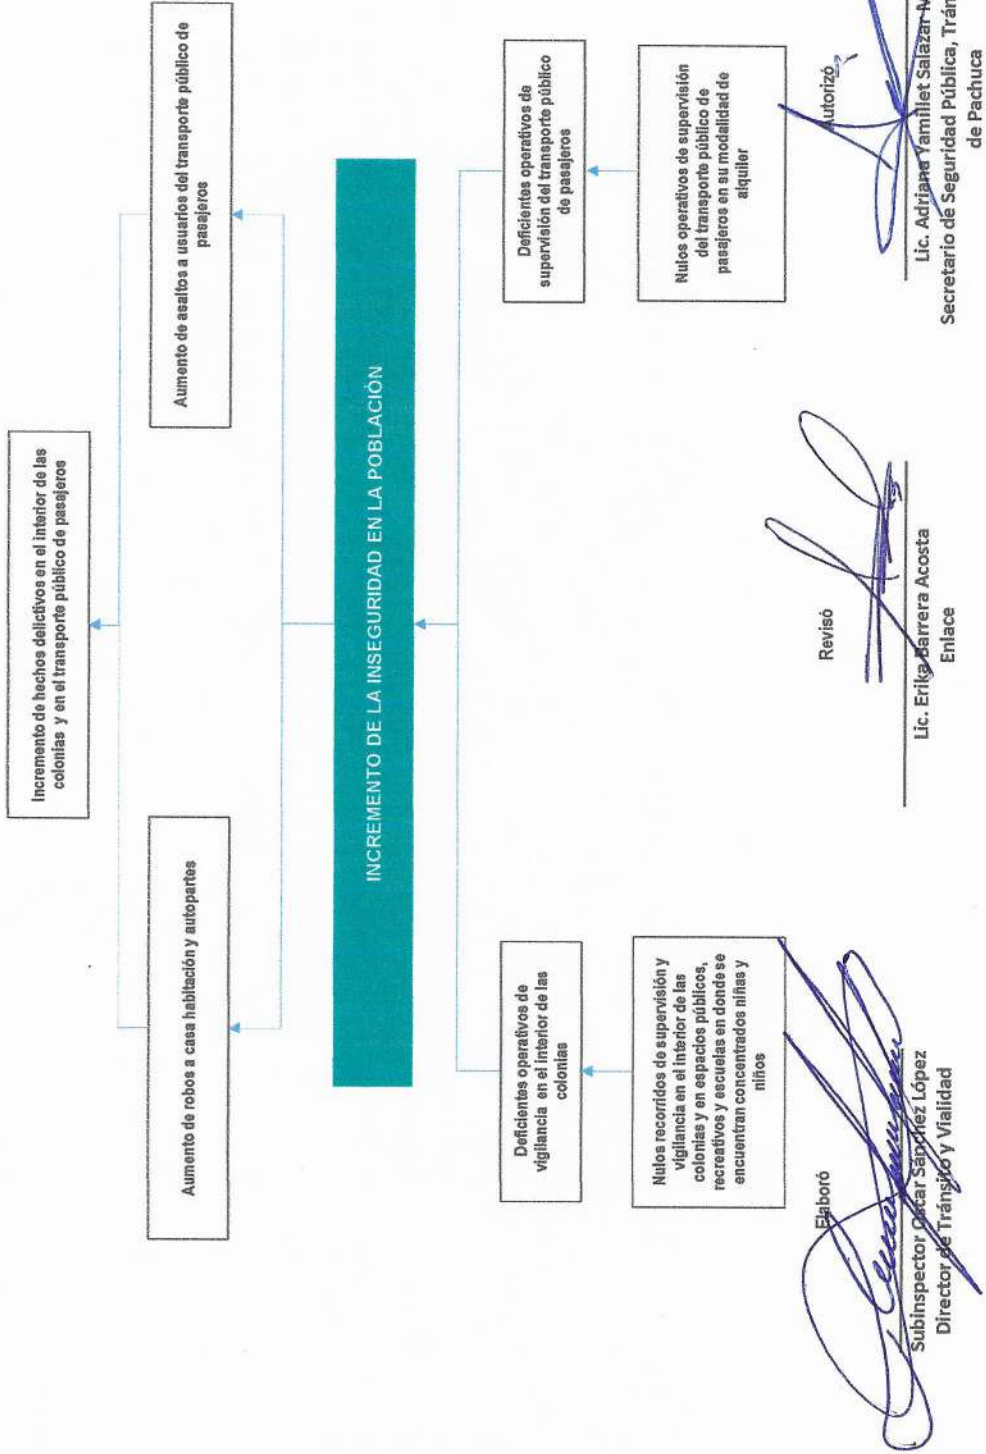 Incremento de hechos delictivos en el interior de las
colonias y en el transporte público de pasajeros
Aumento de robos a casa habitación y autopartes
Aumento de asaltos a usuarios del transporte público de
pasajeros
INCREMENTO DE LA INSEGURIDAD EN LA POBLACIÓN
Deficientes operativos de
vigilancia en el interior de las
colonias
Deficientes operativos de
supervisión del transporte público
de pasajeros
Nulos recorridos de supervisión y
vigilancia en el interior de las
colonias y en espacios públicos,
recreativos y escuelas en donde se
encuentran concentrados niñas y
niños
Nulos operativos de supervisión
del transporte público de
pasajeros en su modalidad de
alquiler
Elaboró
Subinspector Oscar Sánchez López
Director de Tránsito y Vialidad
Revisó
Lic. Erika Barrera Acosta
Enlace
Autorizó
Lic. Adriana Yamillet Salazar
Secretario de Seguridad Pública,
de Pachuca